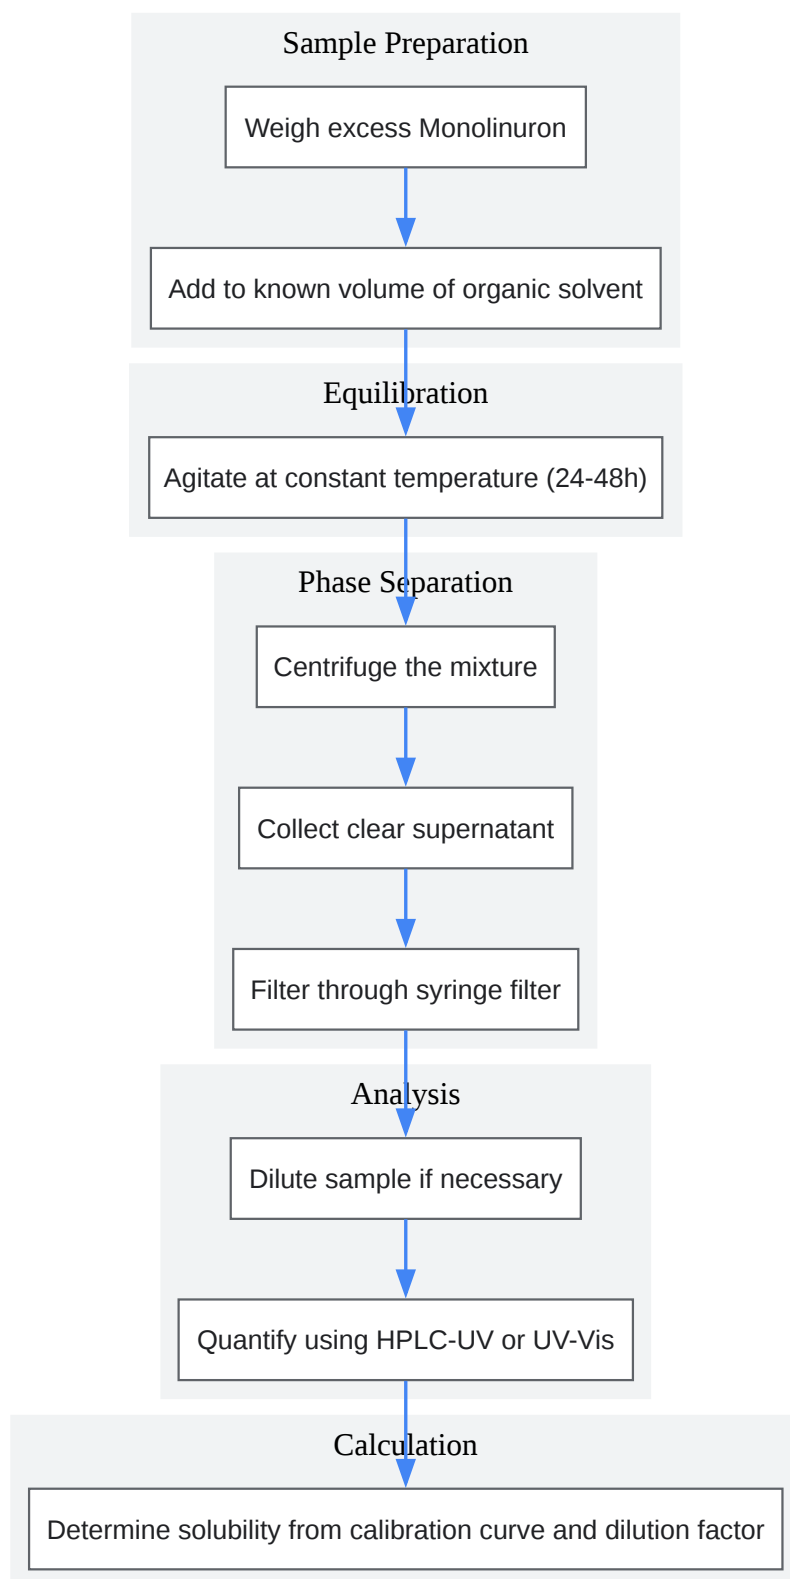 Sample Preparation
Weigh excess Monolinuron
Add to known volume of organic solvent
Equilibration
Agitate at constant temperature (24-48h)
Phase Separation
Centrifuge the mixture
Collect clear supernatant
Filter through syringe filter
Analysis
Dilute sample if necessary
Quantify using HPLC-UV or UV-Vis
Calculation
Determine solubility from calibration curve and dilution factor